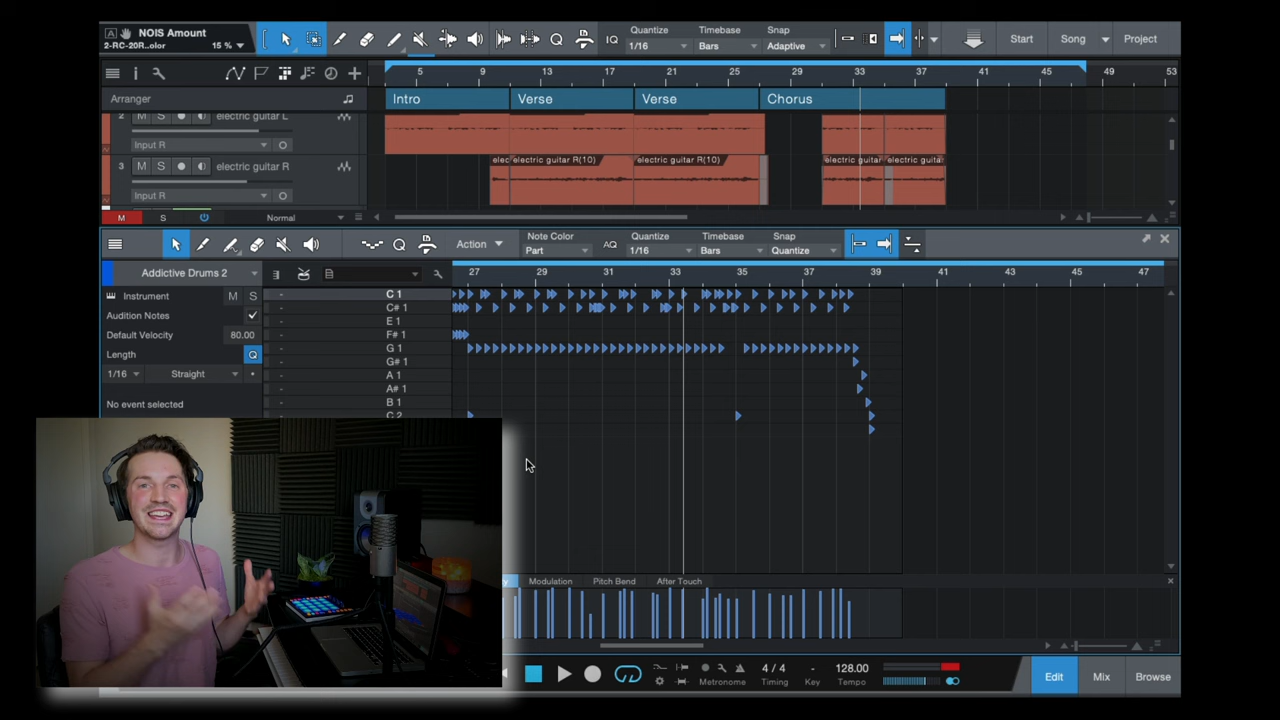 A NOIS Amount
2-RC-20R...olor 15 %
IQ
Quantize
1/16
Timebase
Bars
Snap
Adaptive
Start Song Project
5 9 13 17 21 25 29 31 41 45 49 53
Arranger
Intro Verse Verse Chorus
2 M S electric guitar L
Input R
3 M S electric guitar R
Input R
elec electric guitar R(10) electric guitar R(10) electric guitar electric guita
M S Normal
Action
Note Color
Part
AQ
Quantize
1/16
Timebase
Bars
Snap
Quantize
Addictive Drums 2
27 29 31 33 35 37 39 41 43 45 47
Instrument M S
Audition Notes
Default Velocity 80.00
Length Q
1/16 Straight
No event selected
C 1
C# 1
E 1
F# 1
G 1
G# 1
A 1
A# 1
B 1
C 2
Modulation Pitch Bend After Touch
Metronome
4 / 4
Timing
-
Key
128.00
Tempo
Edit Mix Browse